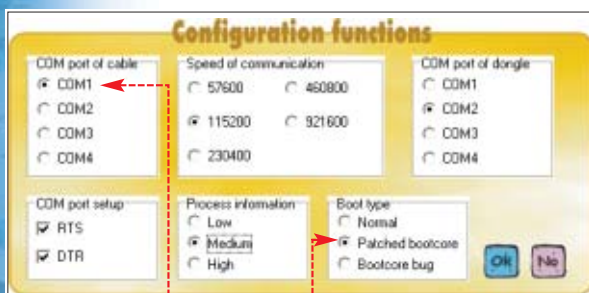 Configuration functions
COM port of cable
COM1
COM2
COM3
COM4
Speed of communication
57600 460800
115200 921600
230400
COM port of dongle
COM1
COM2
COM3
COM4
COM port setup
RTS
DTR
Process information
Low
Medium
High
Boot type
Normal
Patched bootcore
Bootcore bug
Ok No